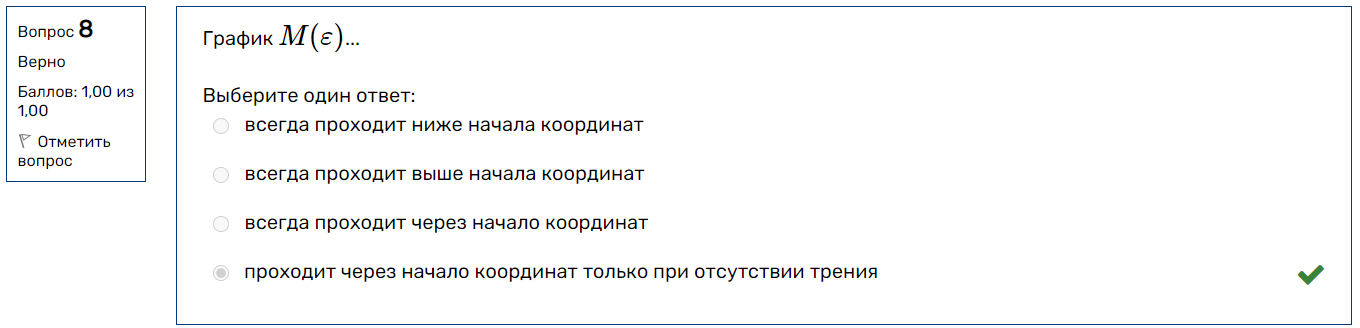 Вопрос 8
Верно
Баллов: 1,00 из
1,00
Отметить
вопрос
График M(ε)...
Выберите один ответ:
всегда проходит ниже начала координат
всегда проходит выше начала координат
всегда проходит через начало координат
проходит через начало координат только при отсутствии трения